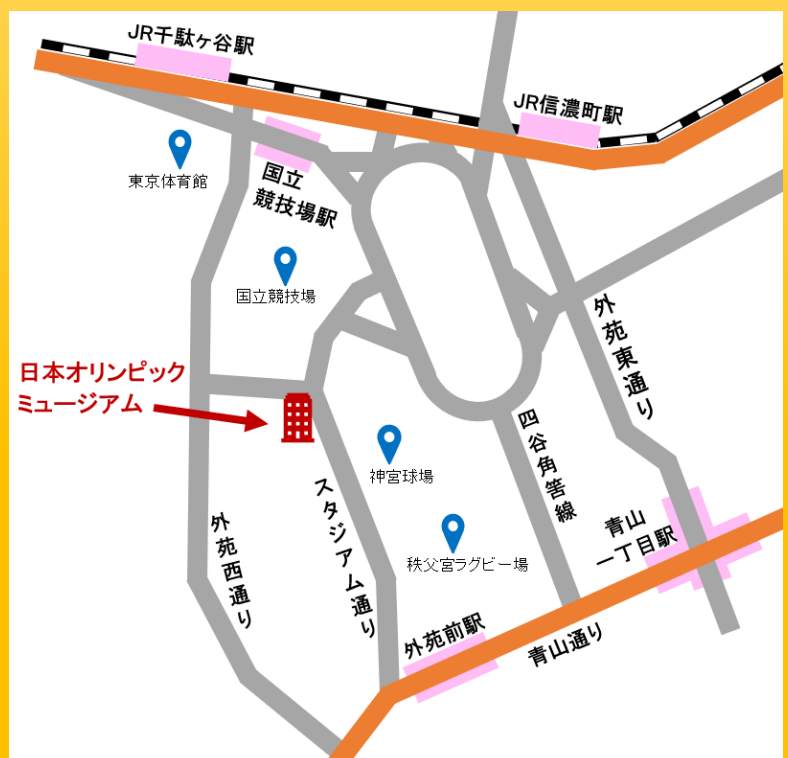 JR千駄ヶ谷駅
JR信濃町駅
東京体育館
国立
競技場駅
国立競技場
外苑東通り
日本オリンピック
ミュージアム
四谷角筈線
神宮球場
スタジアム通り
外苑西通り
青山
一丁目駅
秩父宮ラグビー場
外苑前駅
青山通り